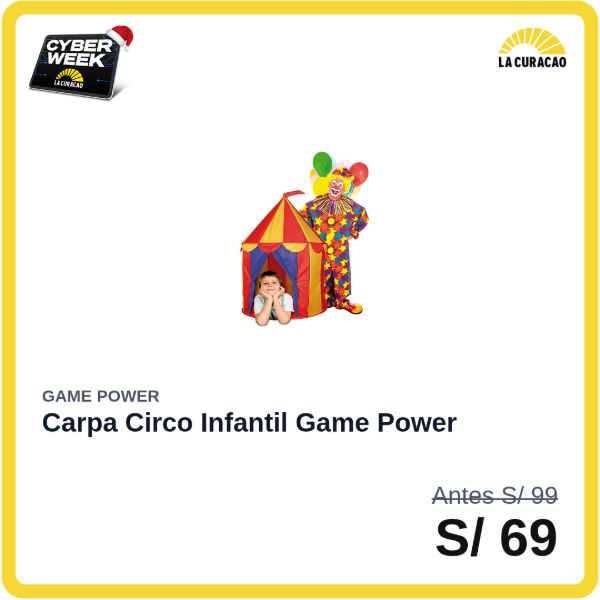 CYBER
WEEK
LA CURACAO
LA CURACAO
GAME POWER
Carpa Circo Infantil Game Power
Antes S/ 99
S/ 69